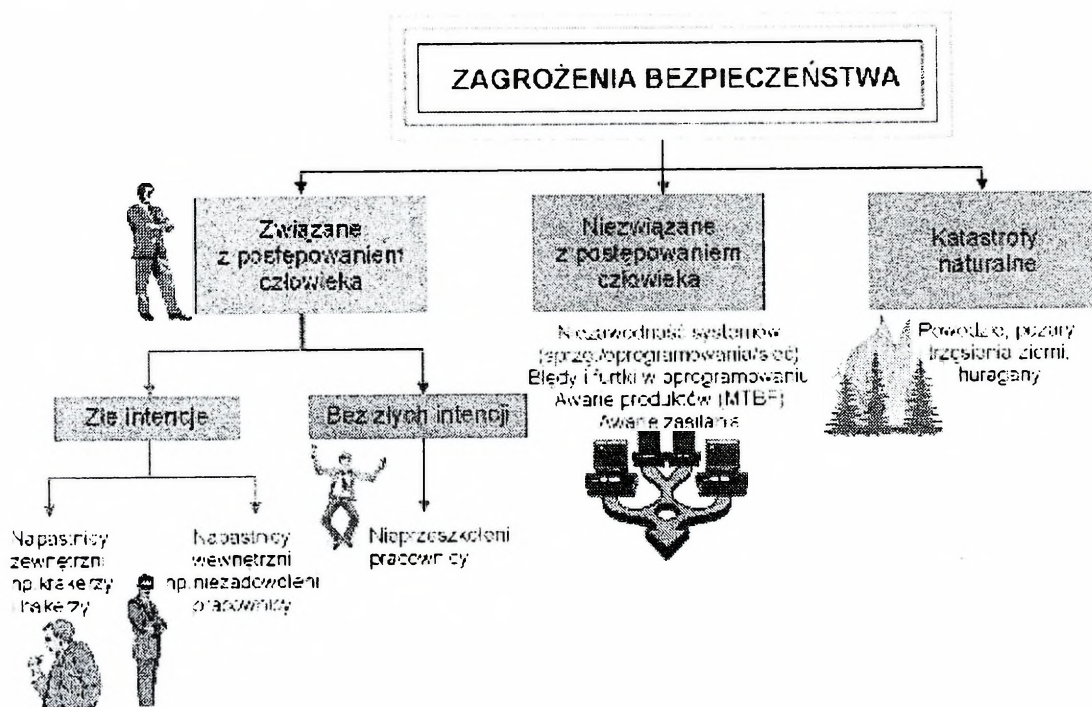 ZAGROŻENIA BEZPIECZEŃSTWA
Związane
z postępowaniem
człowieka
Niezwiązane
z postępowaniem
człowieka
Katastrofy
naturalne
Niezawodność systemów
(sprzęt/oprogramowania/sieć)
Błędy i furtki w oprogramowaniu
Awarie produktów (MTBF)
Awarie zasilania
Powodzie, pożary
trzęsienia ziemi,
huragany
Złe intencje
Bez złych intencji
Napastnicy
zewnętrzni
np. krakerzy
i hakerzy
Napastnicy
wewnętrzni
np. niezadowoleni
pracownicy
Nieprzeszkoleni
pracownicy